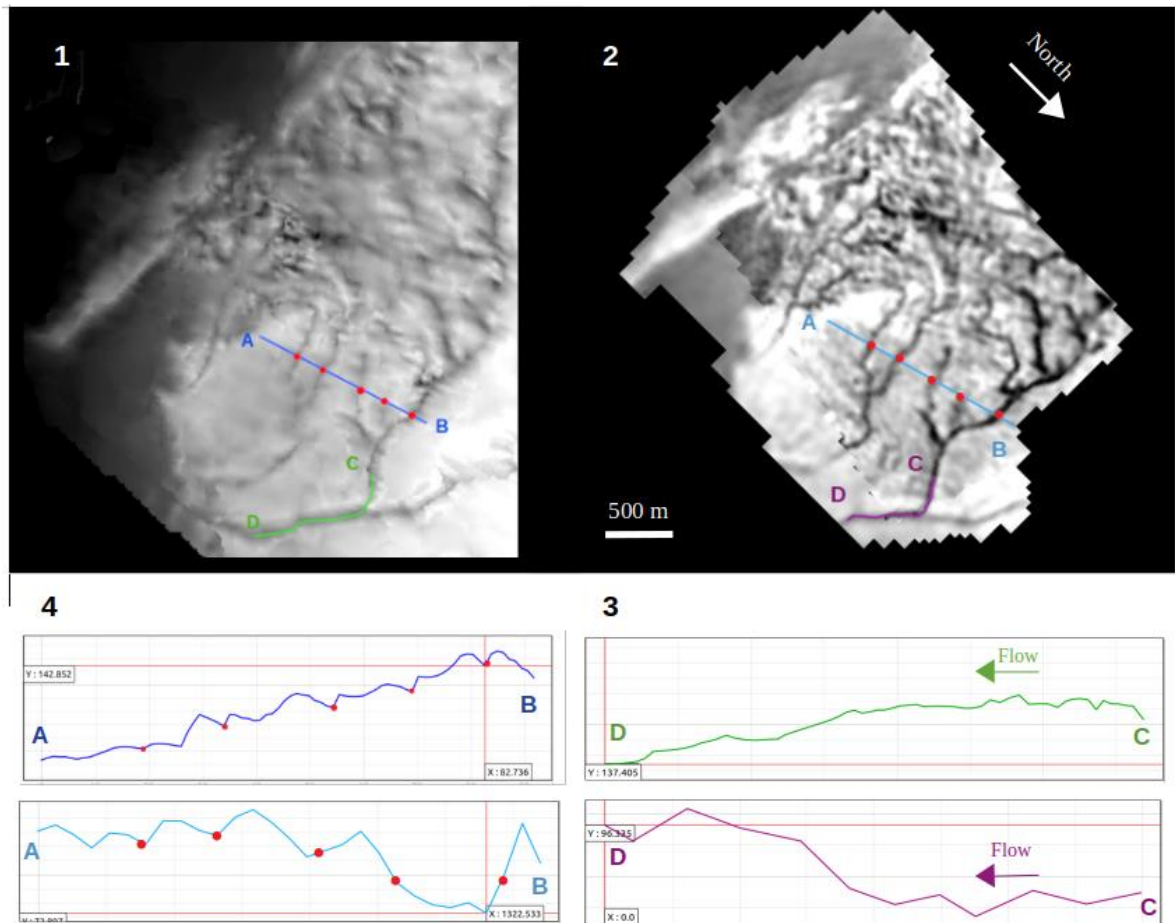 1
2
North
A
B
C
D
A
B
C
D
500 m
4
3
Y : 142.852
A
B
X : 82.736
Flow
D
C
Y : 137.405
A
B
X : 1322.533
Y : 96.335
D
Flow
C
X : 0.0